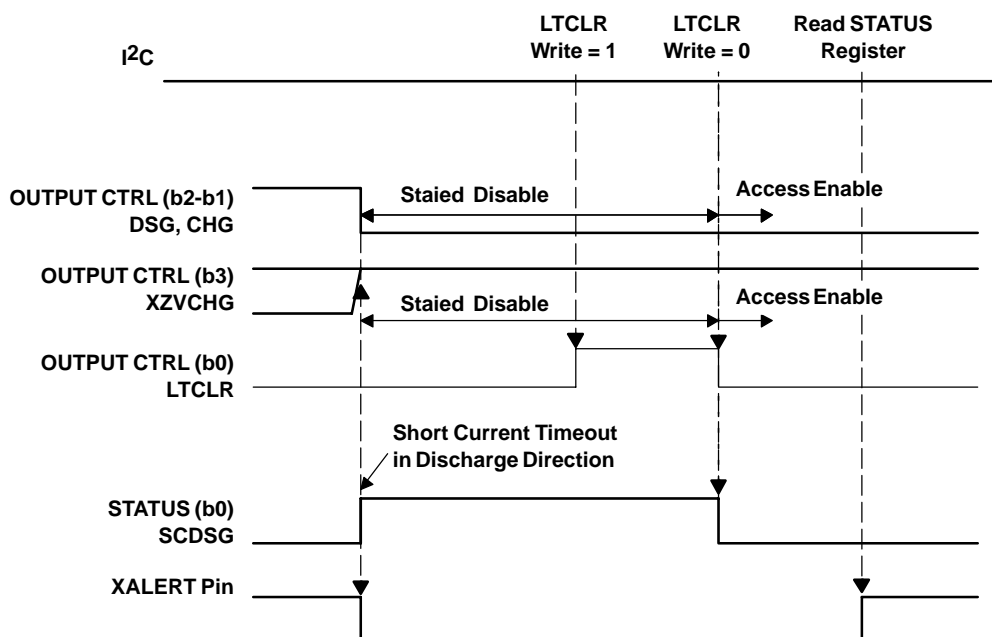 LTCLR
Write = 1
LTCLR
Write = 0
Read STATUS
Register
I2C
OUTPUT CTRL (b2-b1)
DSG, CHG
Staied Disable
Access Enable
OUTPUT CTRL (b3)
XZVCHG
Staied Disable
Access Enable
OUTPUT CTRL (b0)
LTCLR
Short Current Timeout
in Discharge Direction
STATUS (b0)
SCDSG
XALERT Pin